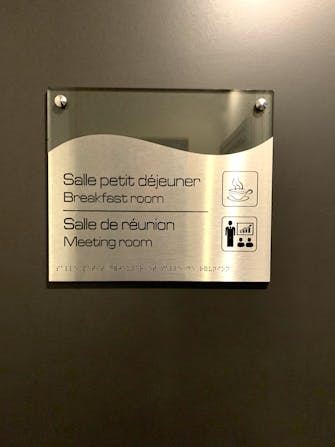 Salle petit déjeuner
Breakfast room
Salle de réunion
Meeting room